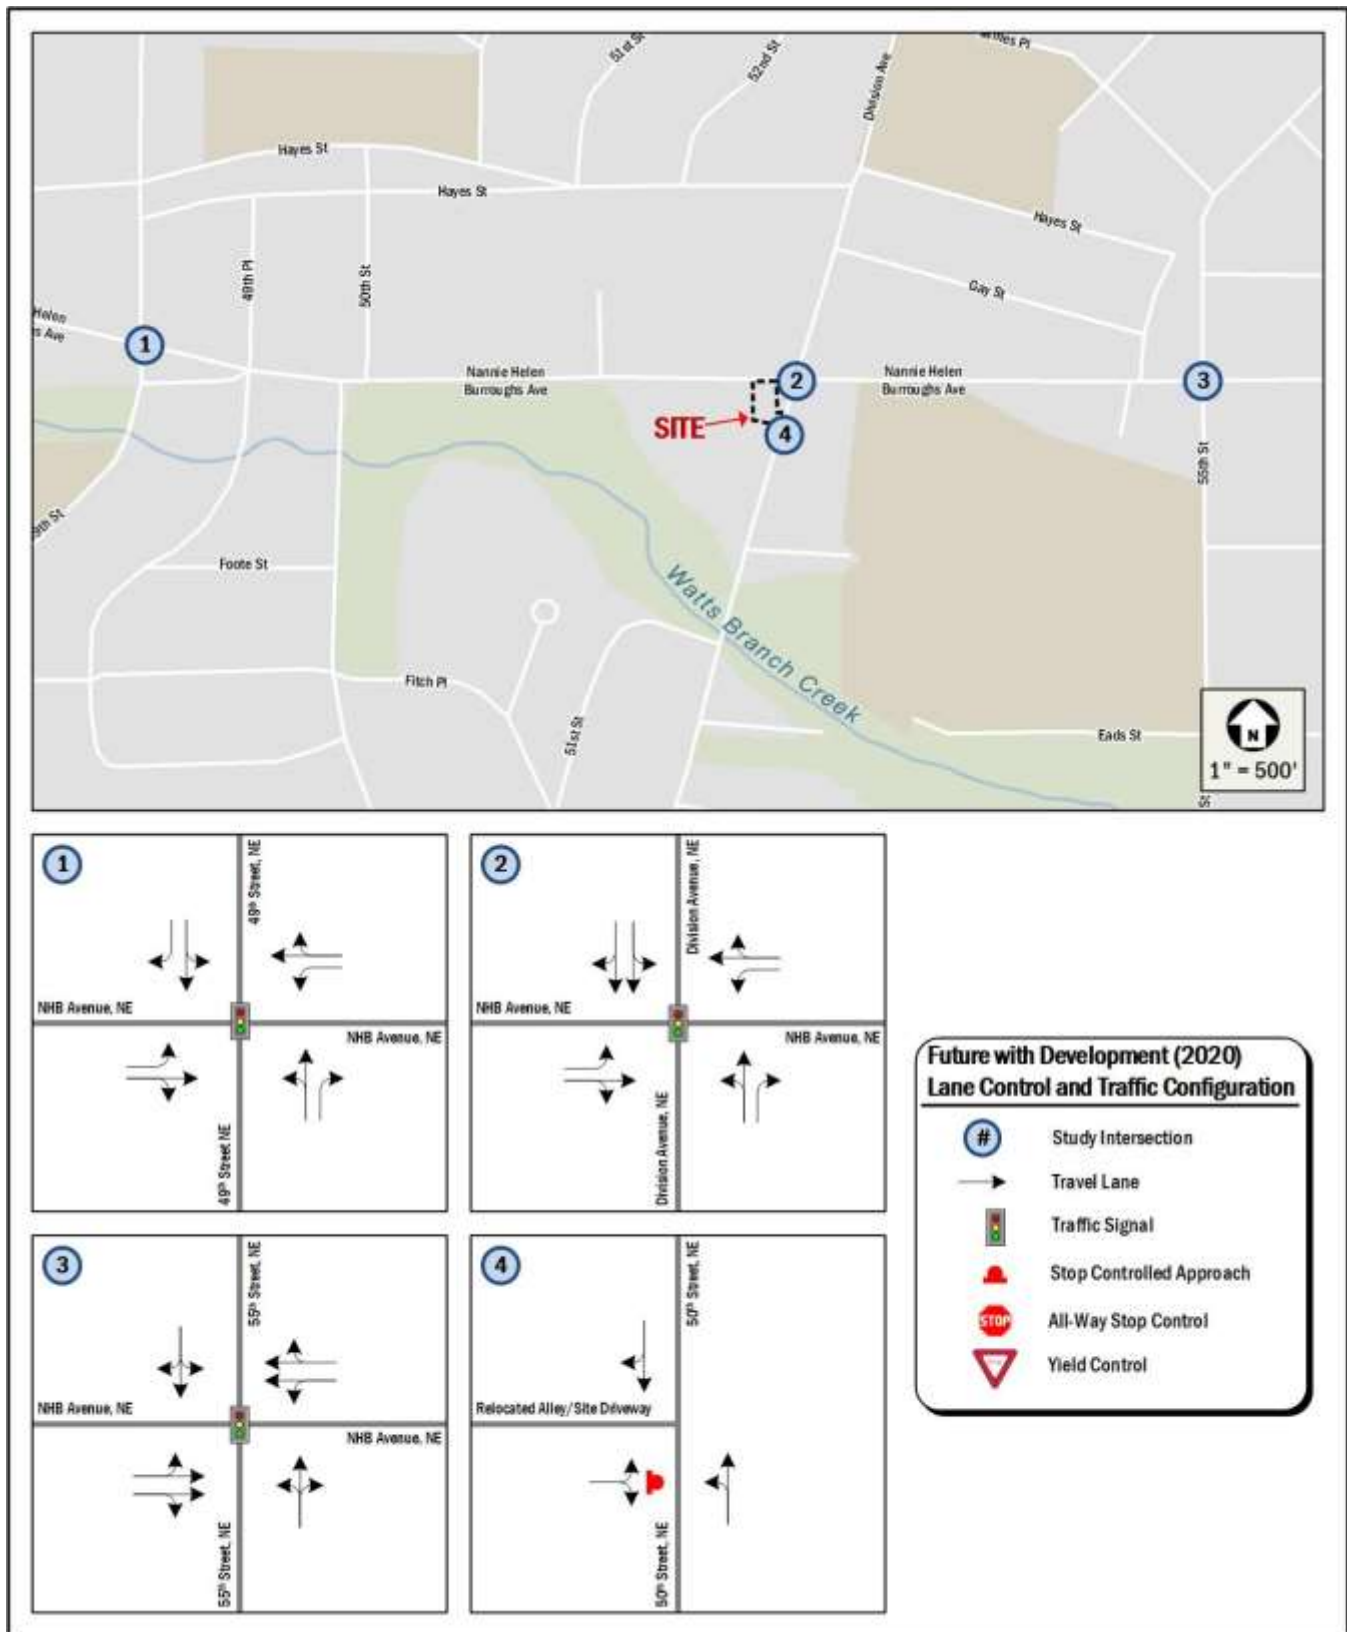 51st St
52nd St
Division Ave
Hayes St
Hayes St
Hayes St
49th Pl
50th St
Gay St
Helen
1
Nannie Helen
Burroughs Ave
2
Nannie Helen
Burroughs Ave
3
SITE
4
55th St
Foote St
Watts Branch Creek
Fitch Pl
51st St
Eads St
N
1" = 500'
St
1
49th Street, NE
NHB Avenue, NE
NHB Avenue, NE
49th Street NE
2
Division Avenue, NE
NHB Avenue, NE
NHB Avenue, NE
Division Avenue, NE
3
55th Street, NE
NHB Avenue, NE
NHB Avenue, NE
55th Street, NE
4
50th Street, NE
Relocated Alley/Site Driveway
50th Street, NE
Future with Development (2020)
Lane Control and Traffic Configuration
# Study Intersection
Travel Lane
Traffic Signal
Stop Controlled Approach
STOP All-Way Stop Control
Yield Control